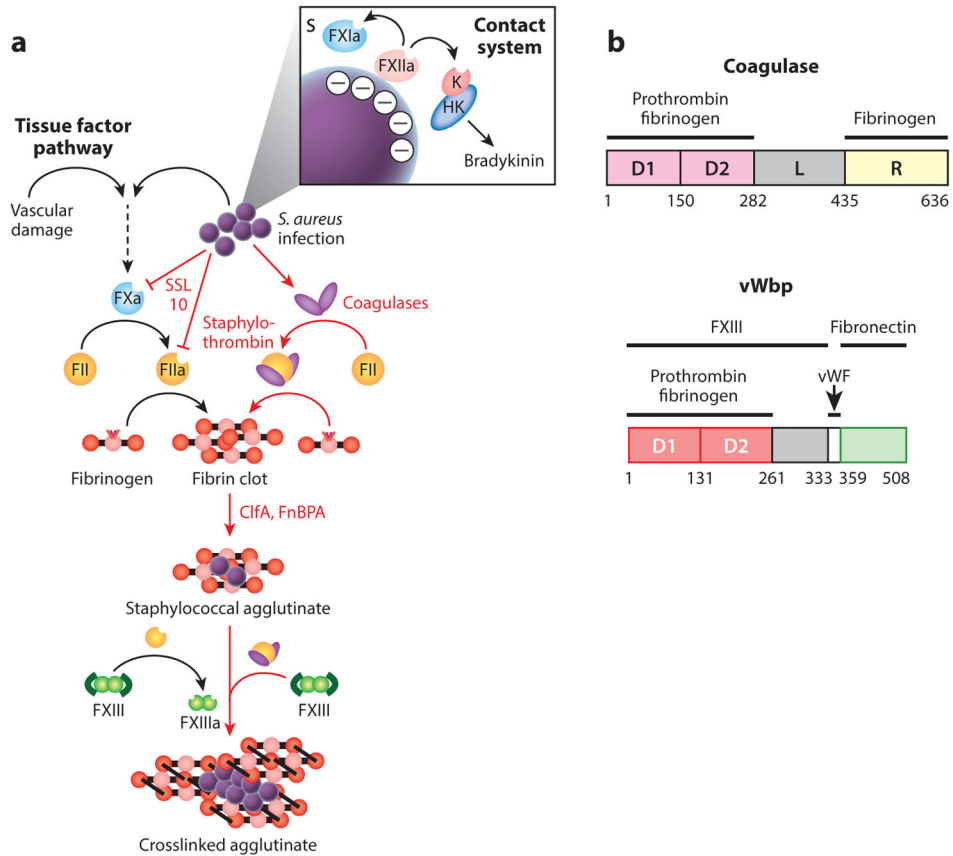 a
S
FXIa
FXIIa
K
HK
Contact
system
Bradykinin
Tissue factor
pathway
Vascular
damage
S. aureus
infection
FXa
SSL
10
Coagulases
Staphylo-
thrombin
FII
FIIa
FII
Fibrinogen
Fibrin clot
ClfA, FnBPA
Staphylococcal agglutinate
FXIII
FXIIIa
FXIII
Crosslinked agglutinate
b
Coagulase
Prothrombin
fibrinogen
Fibrinogen
D1 D2 L R
1 150 282 435 636
vWbp
FXIII
Fibronectin
Prothrombin
fibrinogen
vWF
D1 D2
1 131 261 333 359 508